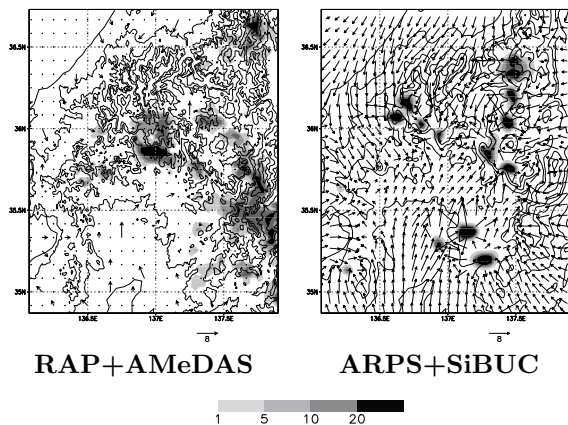 36.5N
36N
35.5N
35N
136.5E 137E 137.5E
8
RAP+AMeDAS
36.5N
36N
35.5N
35N
136.5E 137E 137.5E
8
ARPS+SiBUC
1 5 10 20